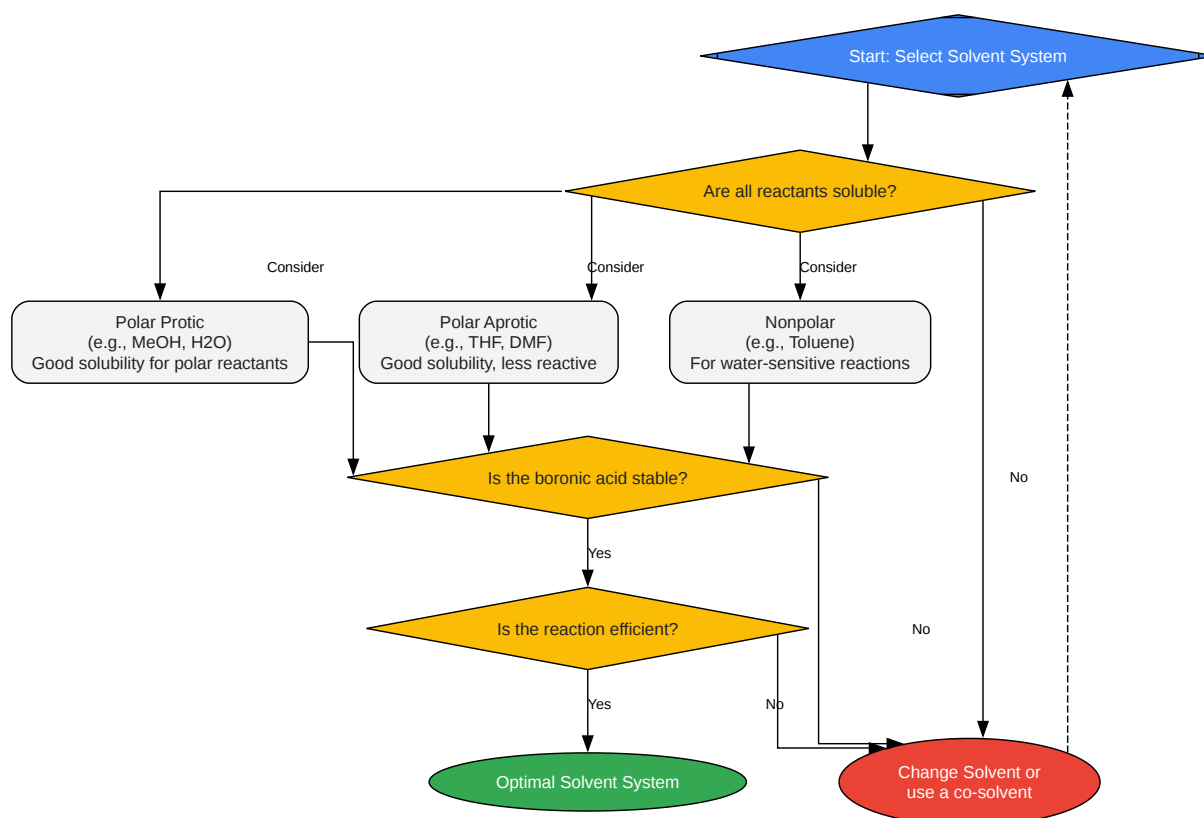 Start: Select Solvent System
Are all reactants soluble?
Consider
Consider
Consider
Polar Protic
(e.g., MeOH, H2O)
Good solubility for polar reactants
Polar Aprotic
(e.g., THF, DMF)
Good solubility, less reactive
Nonpolar
(e.g., Toluene)
For water-sensitive reactions
Is the boronic acid stable?
No
Yes
Is the reaction efficient?
No
Yes
No
Optimal Solvent System
Change Solvent or
use a co-solvent